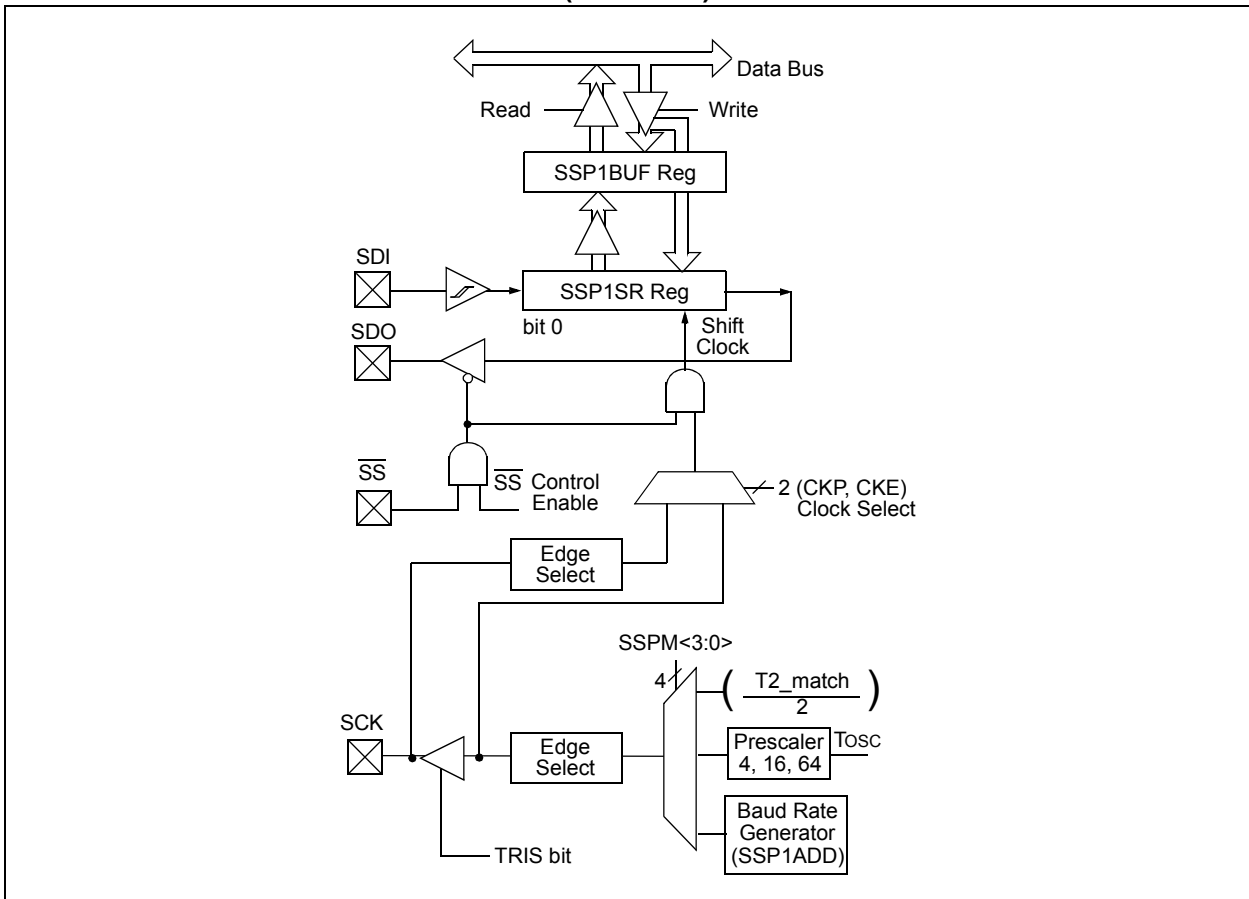 Data Bus
Read
Write
SSP1BUF Reg
SDI
SSP1SR Reg
bit 0
Shift
Clock
SDO
SS
SS Control
Enable
2 (CKP, CKE)
Clock Select
Edge
Select
SSPM<3:0>
4
( T2_match )
2
SCK
Edge
Select
Prescaler
4, 16, 64
TOSC
Baud Rate
Generator
(SSP1ADD)
TRIS bit